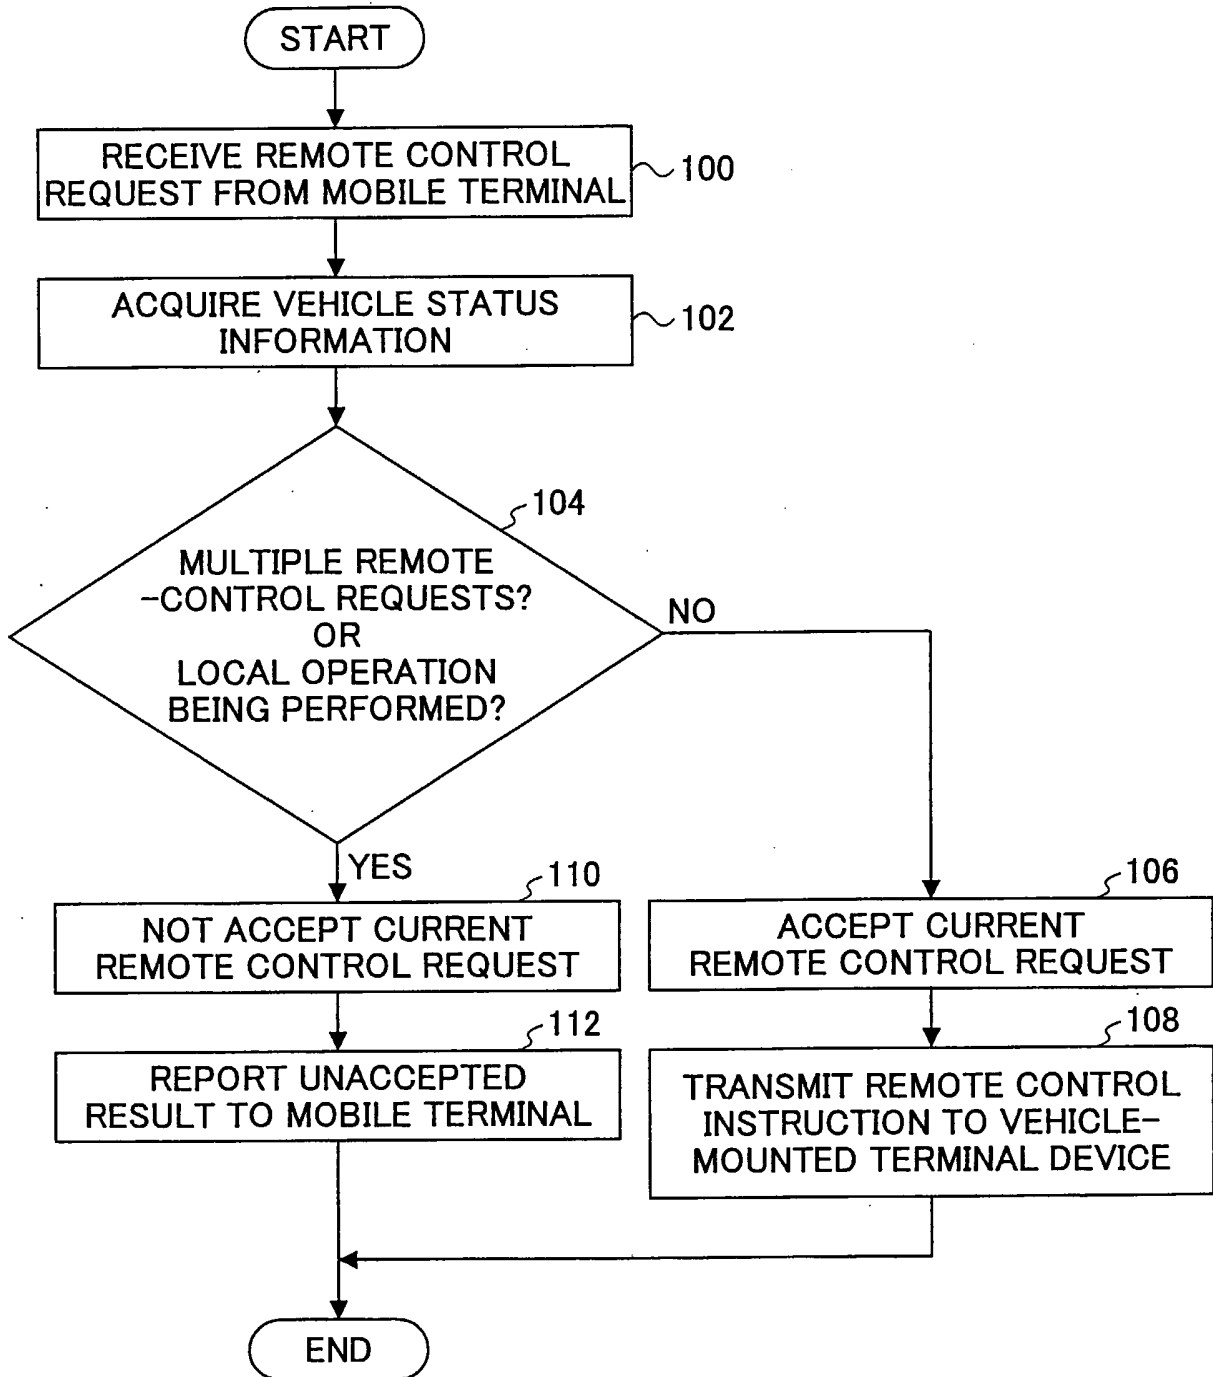 START
RECEIVE REMOTE CONTROL
REQUEST FROM MOBILE TERMINAL
100
ACQUIRE VEHICLE STATUS
INFORMATION
102
104
MULTIPLE REMOTE
-CONTROL REQUESTS?
OR
LOCAL OPERATION
BEING PERFORMED?
NO
YES
110
NOT ACCEPT CURRENT
REMOTE CONTROL REQUEST
106
ACCEPT CURRENT
REMOTE CONTROL REQUEST
112
REPORT UNACCEPTED
RESULT TO MOBILE TERMINAL
108
TRANSMIT REMOTE CONTROL
INSTRUCTION TO VEHICLE-
MOUNTED TERMINAL DEVICE
END